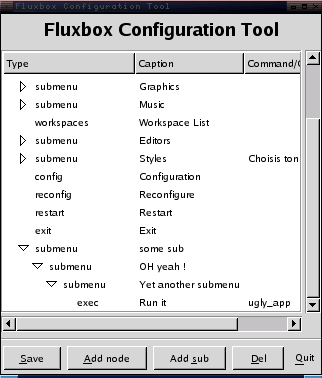 Fluxbox Configuration Tool
Fluxbox Configuration Tool
Type Caption Command/
submenu Graphics
submenu Music
workspaces Workspace List
submenu Editors
submenu Styles Choisis ton
config Configuration
reconfig Reconfigure
restart Restart
exit Exit
submenu some sub
submenu OH yeah !
submenu Yet another submenu
exec Run it ugly_app
Save Add node Add sub Del Quit